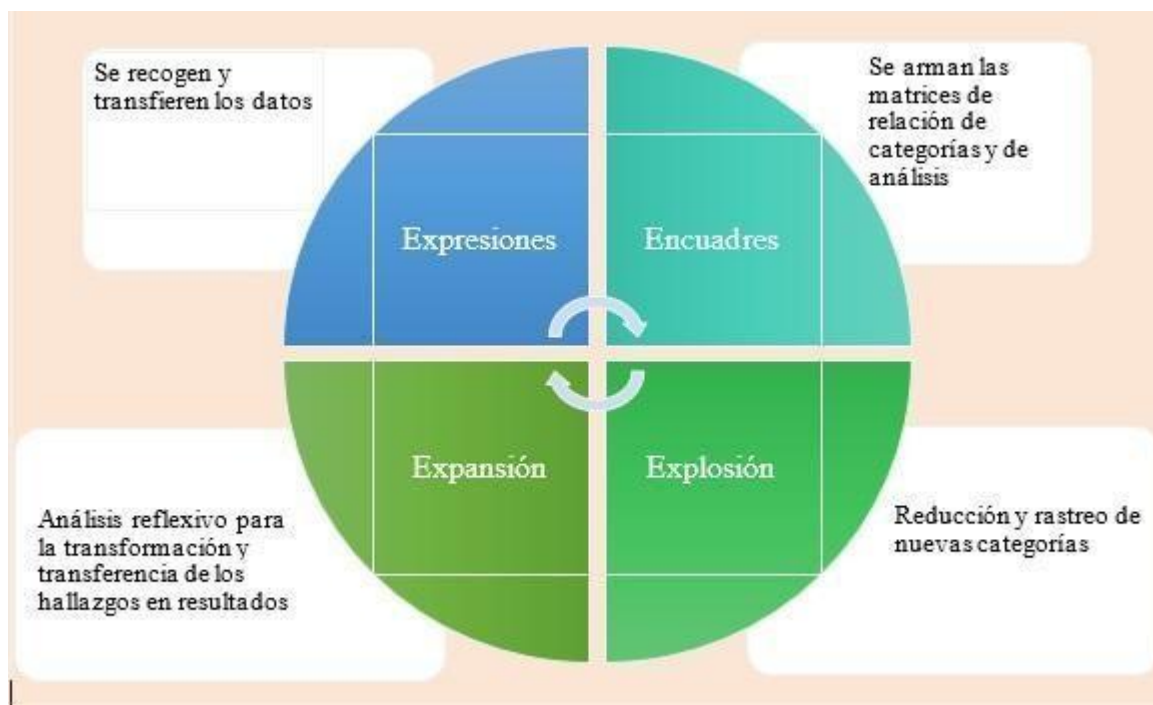 Se recogen y
transfieren los datos
Se arman las
matrices de
relación de
categorías y de
análisis
Expresiones
Encuadres
Expansión
Explosión
Análisis reflexivo para
la transformación y
transferencia de los
hallazgos en resultados
Reducción y rastreo de
nuevas categorías